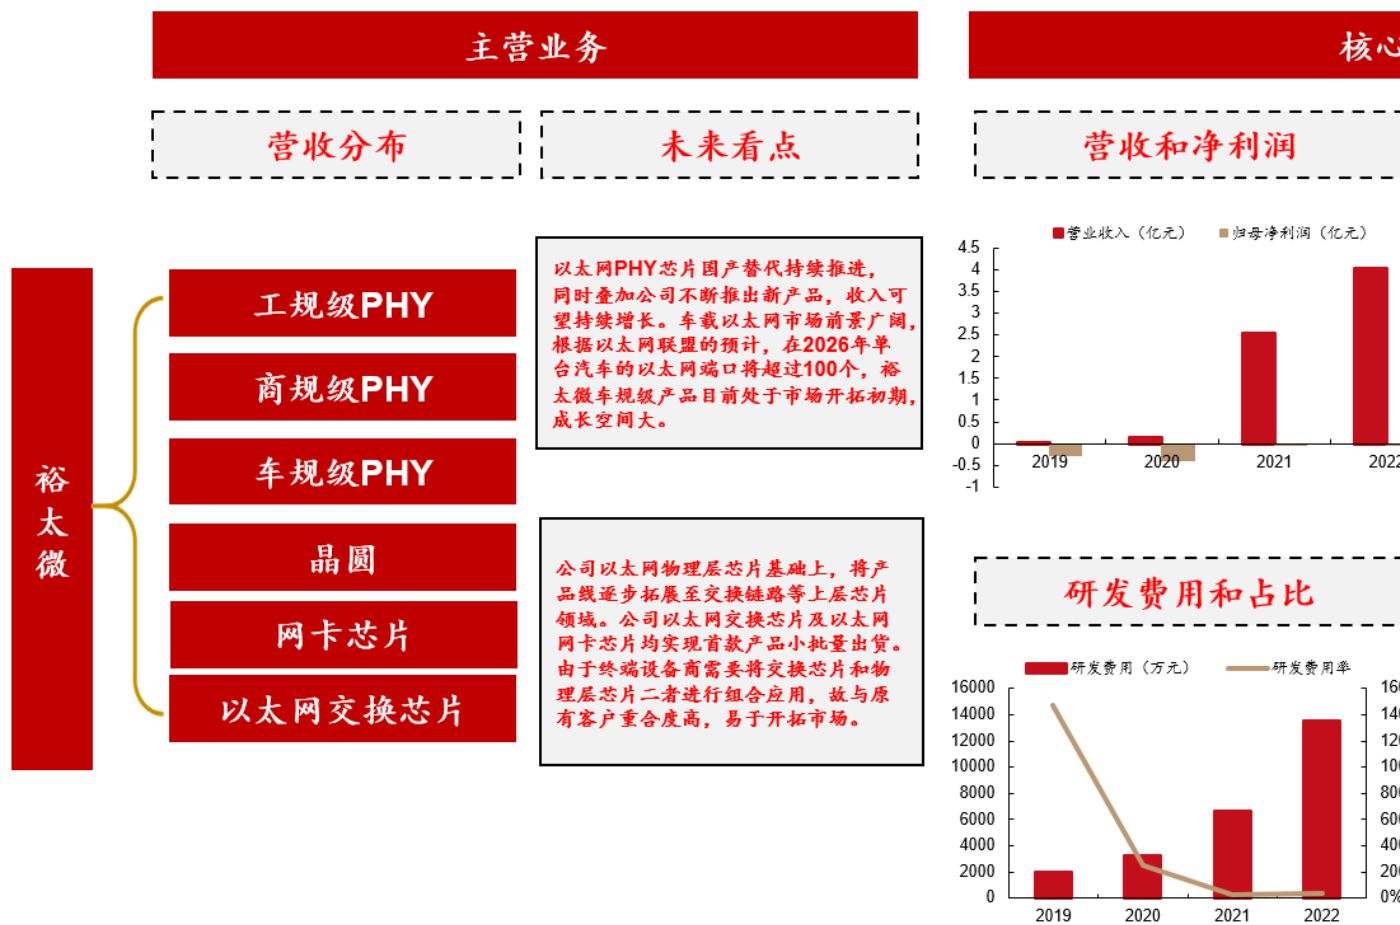 主营业务
核心
营收分布
未来看点
营收和净利润
裕太微
工规级PHY
商规级PHY
车规级PHY
晶圆
网卡芯片
以太网交换芯片
以太网PHY芯片国产替代持续推进，
同时叠加公司不断推出新产品，收入可
望持续增长。车载以太网市场前景广阔，
根据以太网联盟的预计，在2026年单
台汽车的以太网端口将超过100个，裕
太微车规级产品目前处于市场开拓初期，
成长空间大。
公司以太网物理层芯片基础上，将产
品线逐步拓展至交换链路等上层芯片
领域。公司以太网交换芯片及以太网
网卡芯片均实现首款产品小批量出货。
由于终端设备商需要将交换芯片和物
理层芯片二者进行组合应用，故与原
有客户重合度高，易于开拓市场。
营业收入（亿元）
归母净利润（亿元）
4.5
4
3.5
3
2.5
2
1.5
1
0.5
0
-0.5
-1
2019
2020
2021
2022
研发费用和占比
研发费用（万元）
研发费用率
16000
14000
12000
10000
8000
6000
4000
2000
0
0%
2019
2020
2021
2022